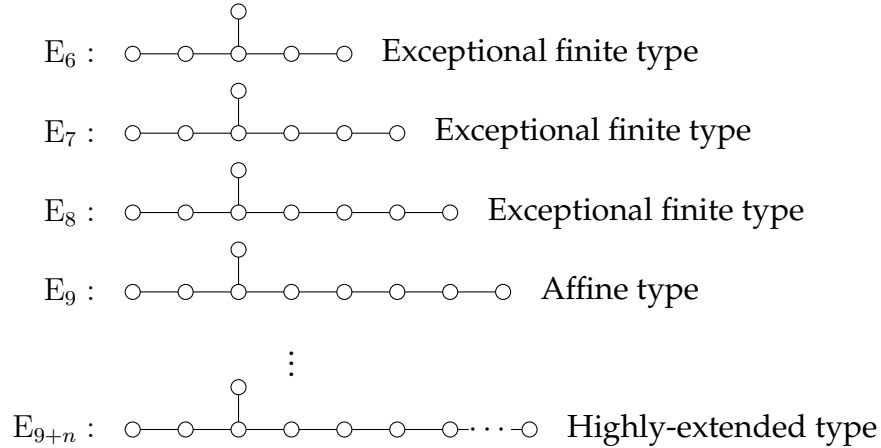 E₆ : Exceptional finite type
E₇ : Exceptional finite type
E₈ : Exceptional finite type
E₉ : Affine type
⋮
E₉₊ₙ : ··· Highly-extended type